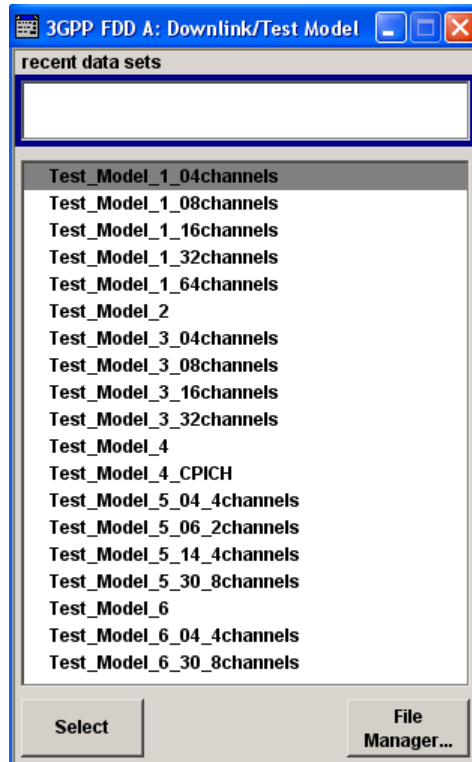 3GPP FDD A: Downlink/Test Model
recent data sets
Test_Model_1_04channels
Test_Model_1_08channels
Test_Model_1_16channels
Test_Model_1_32channels
Test_Model_1_64channels
Test_Model_2
Test_Model_3_04channels
Test_Model_3_08channels
Test_Model_3_16channels
Test_Model_3_32channels
Test_Model_4
Test_Model_4_CPICH
Test_Model_5_04_4channels
Test_Model_5_06_2channels
Test_Model_5_14_4channels
Test_Model_5_30_8channels
Test_Model_6
Test_Model_6_04_4channels
Test_Model_6_30_8channels
Select
File
Manager...